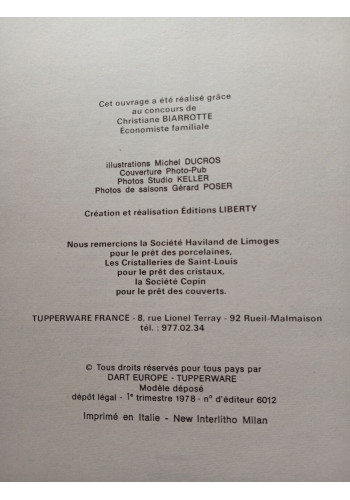 Cet ouvrage a été réalisé grâce
au concours de
Christiane BIARROTTE
Économiste familiale
illustrations Michel DUCROS
Couverture Photo-Pub
Photos Studio KELLER
Photos de saisons Gérard POSER
Création et réalisation Éditions LIBERTY
Nous remercions la Société Haviland de Limoges
pour le prêt des porcelaines,
Les Cristalleries de Saint-Louis
pour le prêt des cristaux,
la Société Copin
pour le prêt des couverts.
TUPPERWARE FRANCE - 8, rue Lionel Terray - 92 Rueil-Malmaison
tél. : 977.02.34
© Tous droits réservés pour tous pays par
DART EUROPE - TUPPERWARE
Modèle déposé
dépôt légal - 1e trimestre 1978 - n° d'éditeur 6012
Imprimé en Italie - New Interlitho Milan